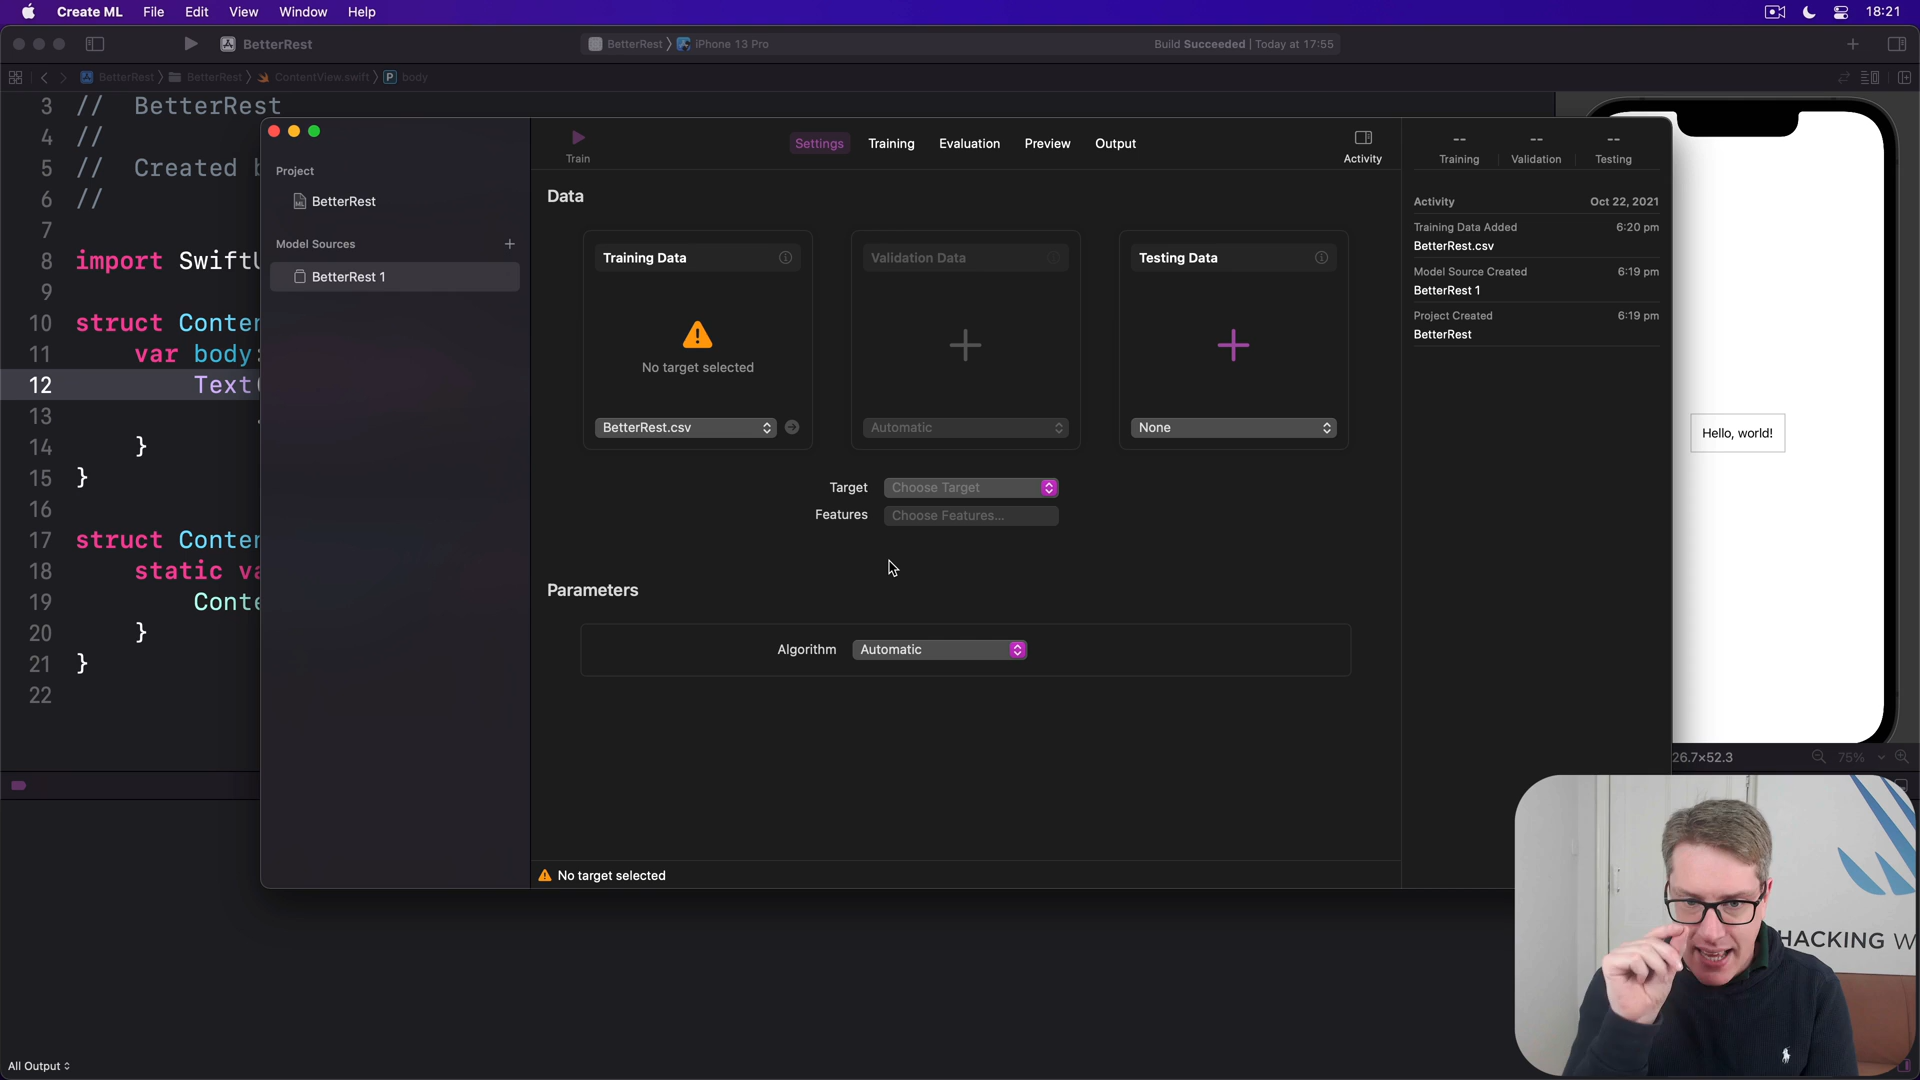 Create ML File Edit View Window Help 18:21
BetterRest BetterRest iPhone 13 Pro Build Succeeded | Today at 17:55
BetterRest BetterRest ContentView.swift P body
3 // BetterRest
4 //
5 // Created
6 //
7
8 import
9
10 struct
11 var body:
12 Text
13
14 }
15 }
16
17 struct
18 static
19
20 }
21 }
22
Project
BetterRest
Model Sources
BetterRest 1
Train
Settings Training Evaluation Preview Output
Activity
Data
Training Data
No target selected
BetterRest.csv
Validation Data
Automatic
Testing Data
None
Target Choose Target
Features Choose Features...
Parameters
Algorithm Automatic
No target selected
-- -- --
Training Validation Testing
Activity Oct 22, 2021
Training Data Added 6:20 pm
BetterRest.csv
Model Source Created 6:19 pm
BetterRest 1
Project Created 6:19 pm
BetterRest
Hello, world!
26.7×52.3 75%
HACKING W
All Output